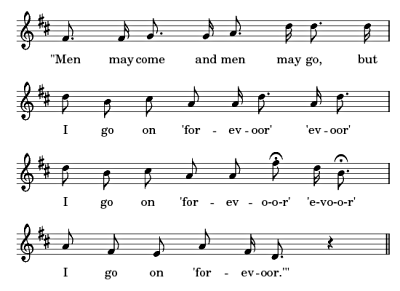 "Men may come and men may go, but
I go on 'for - ev - oor' 'ev - oor'
I go on 'for - ev - o-o-r' 'e-vo-o-r'
I go on 'for - ev - oor.'"